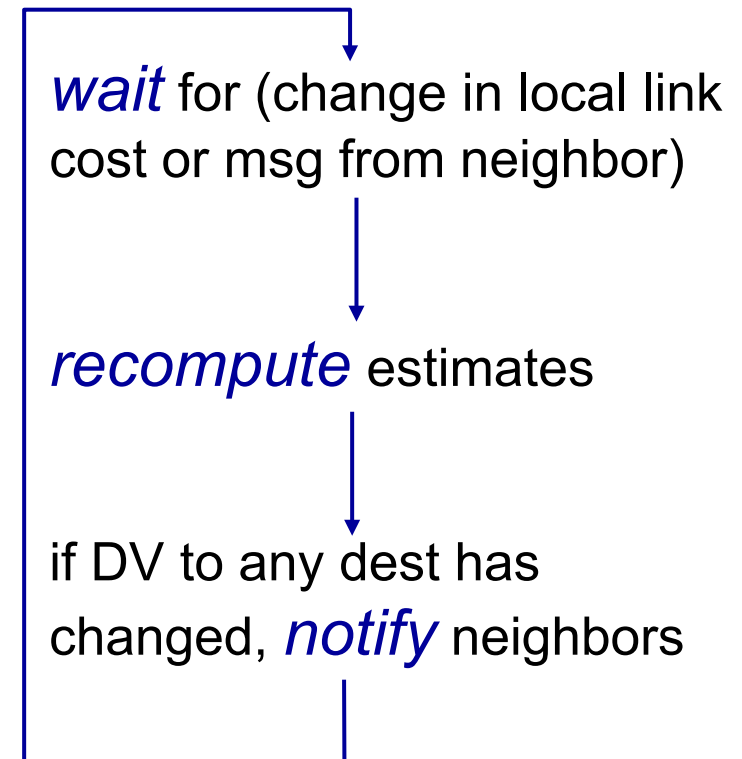 wait for (change in local link
cost or msg from neighbor)
recompute estimates
if DV to any dest has
changed, notify neighbors